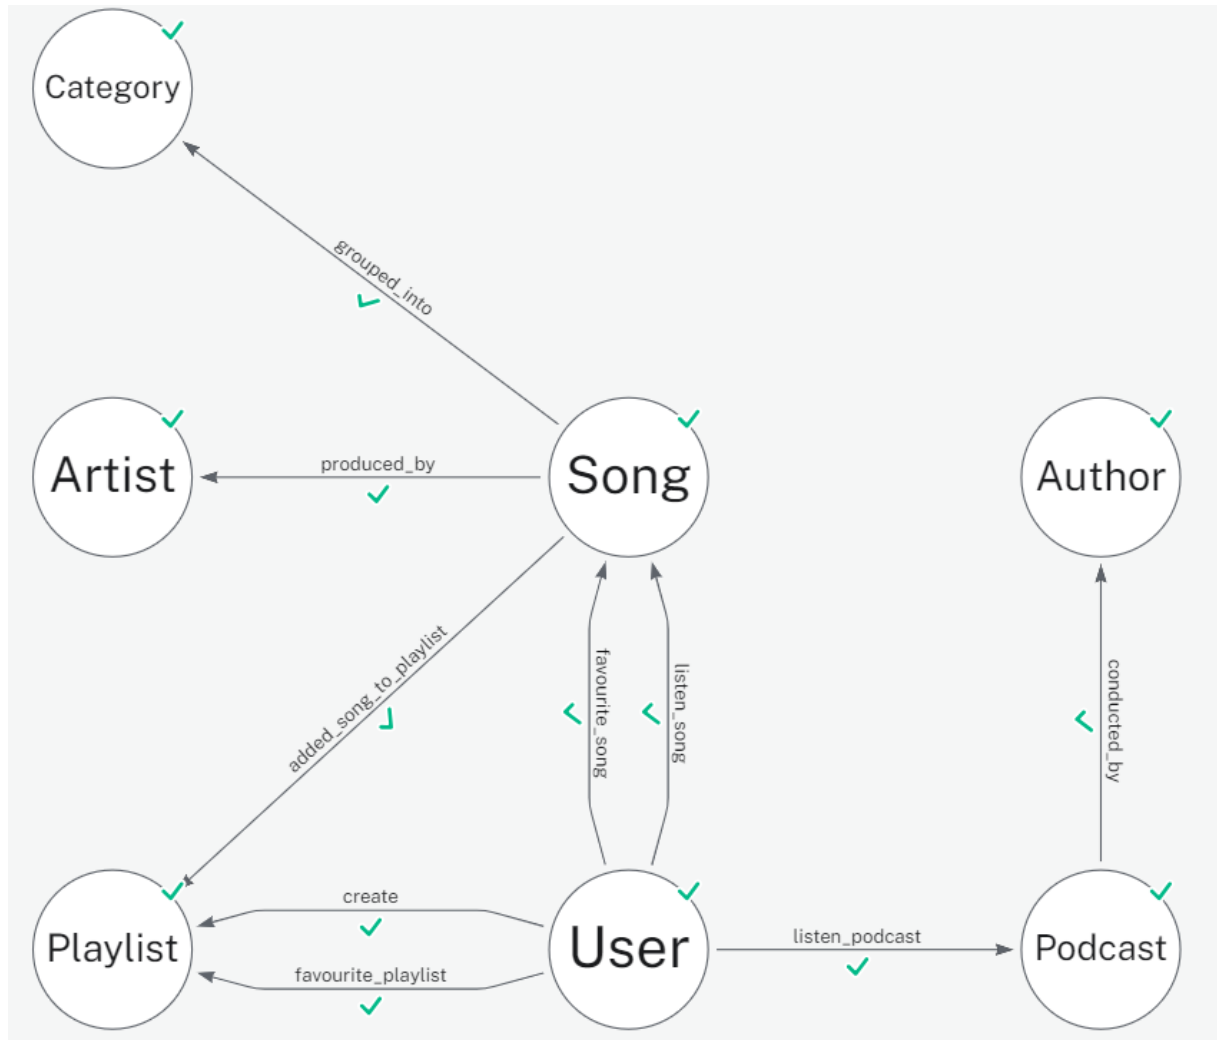 Category
grouped_into
Artist
produced_by
Song
Author
added_song_to_playlist
favourite_song
listen_song
conducted_by
Playlist
create
favourite_playlist
User
listen_podcast
Podcast